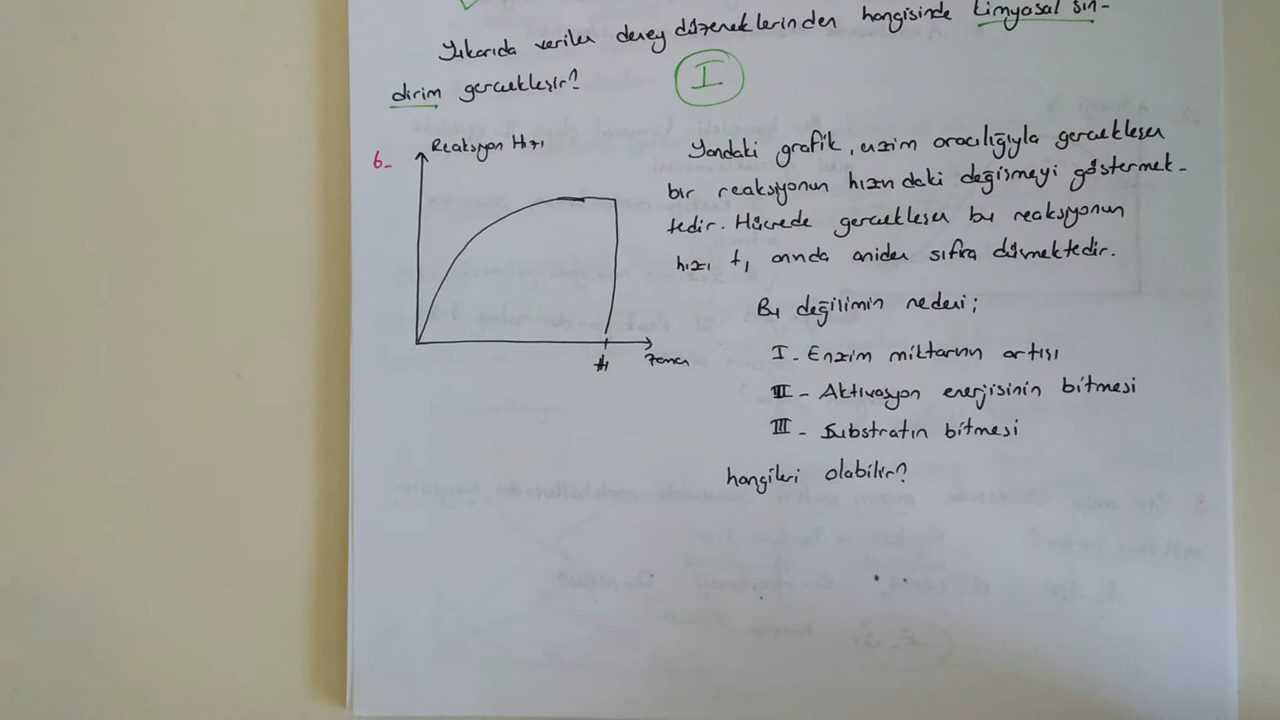 Yukarıda verilen deney düzeneklerinden hangisinde kimyasal sin-
dirim gerçekleşir?
I
6- Reaksyon Hızı
Yandaki grafik, enzim aracılığıyla gerçekleşen
bir reaksiyonun hızındaki değişmeyi göstermek-
tedir. Hücrede gerçekleşen bu reaksiyonun
hızı t1 anında aniden sıfıra düşmektedir.
Bu değilimin nedeni;
I - Enzim miktarının artışı
II - Aktivasyon enerjisinin bitmesi
III - Substratın bitmesi
hangileri olabilir?
t1 Zaman